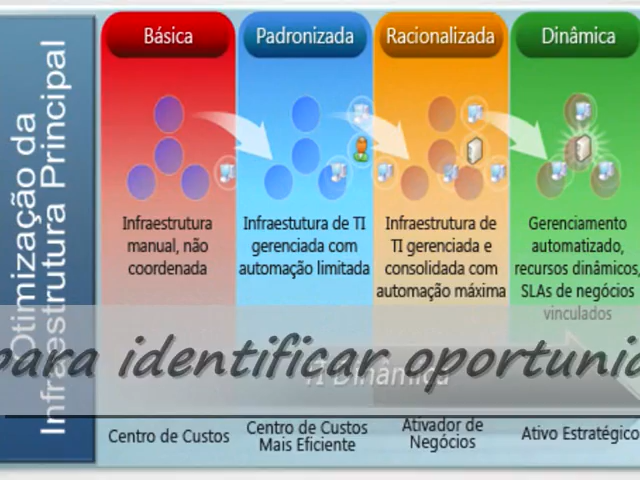 Otimização da
Infraestrutura Principal
Básica
Padronizada
Racionalizada
Dinâmica
Infraestrutura
manual, não
coordenada
Infraestutura de TI
gerenciada com
automação limitada
Infraestrutura de
TI gerenciada e
consolidada com
automação máxima
Gerenciamento
automatizado,
recursos dinâmicos,
SLAs de negócios
vinculados
para identificar
TI Dinâmica
Centro de Custos
Centro de Custos
Mais Eficiente
Ativador de
Negócios
Ativo Estratégico